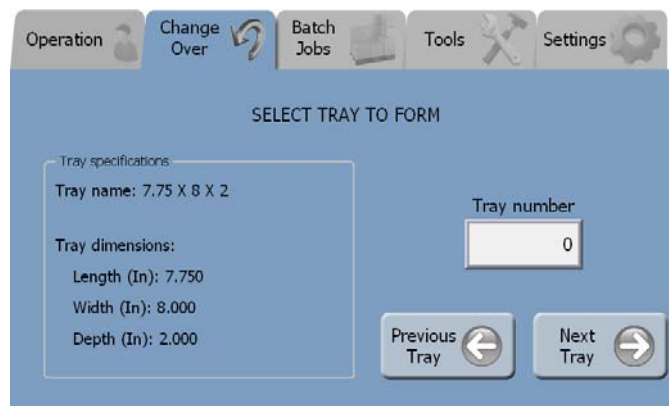 Operation
Change
Over
Batch
Jobs
Tools
Settings
SELECT TRAY TO FORM
Tray specifications
Tray name: 7.75 X 8 X 2
Tray dimensions:
Length (In): 7.750
Width (In): 8.000
Depth (In): 2.000
Tray number
0
Previous
Tray
Next
Tray